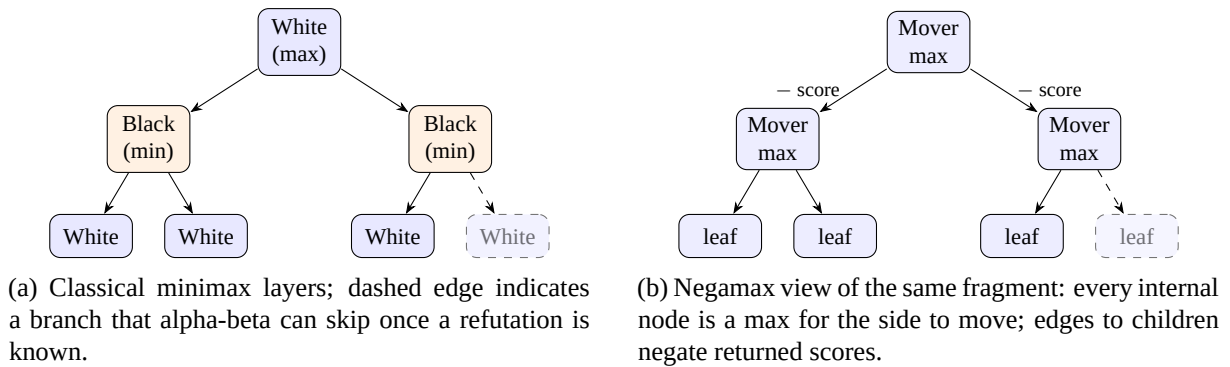 White
(max)
Black
(min)
Black
(min)
White
White
White
White
(a) Classical minimax layers; dashed edge indicates
a branch that alpha-beta can skip once a refutation is
known.
Mover
max
− score
− score
Mover
max
Mover
max
leaf
leaf
leaf
leaf
(b) Negamax view of the same fragment: every internal
node is a max for the side to move; edges to children
negate returned scores.